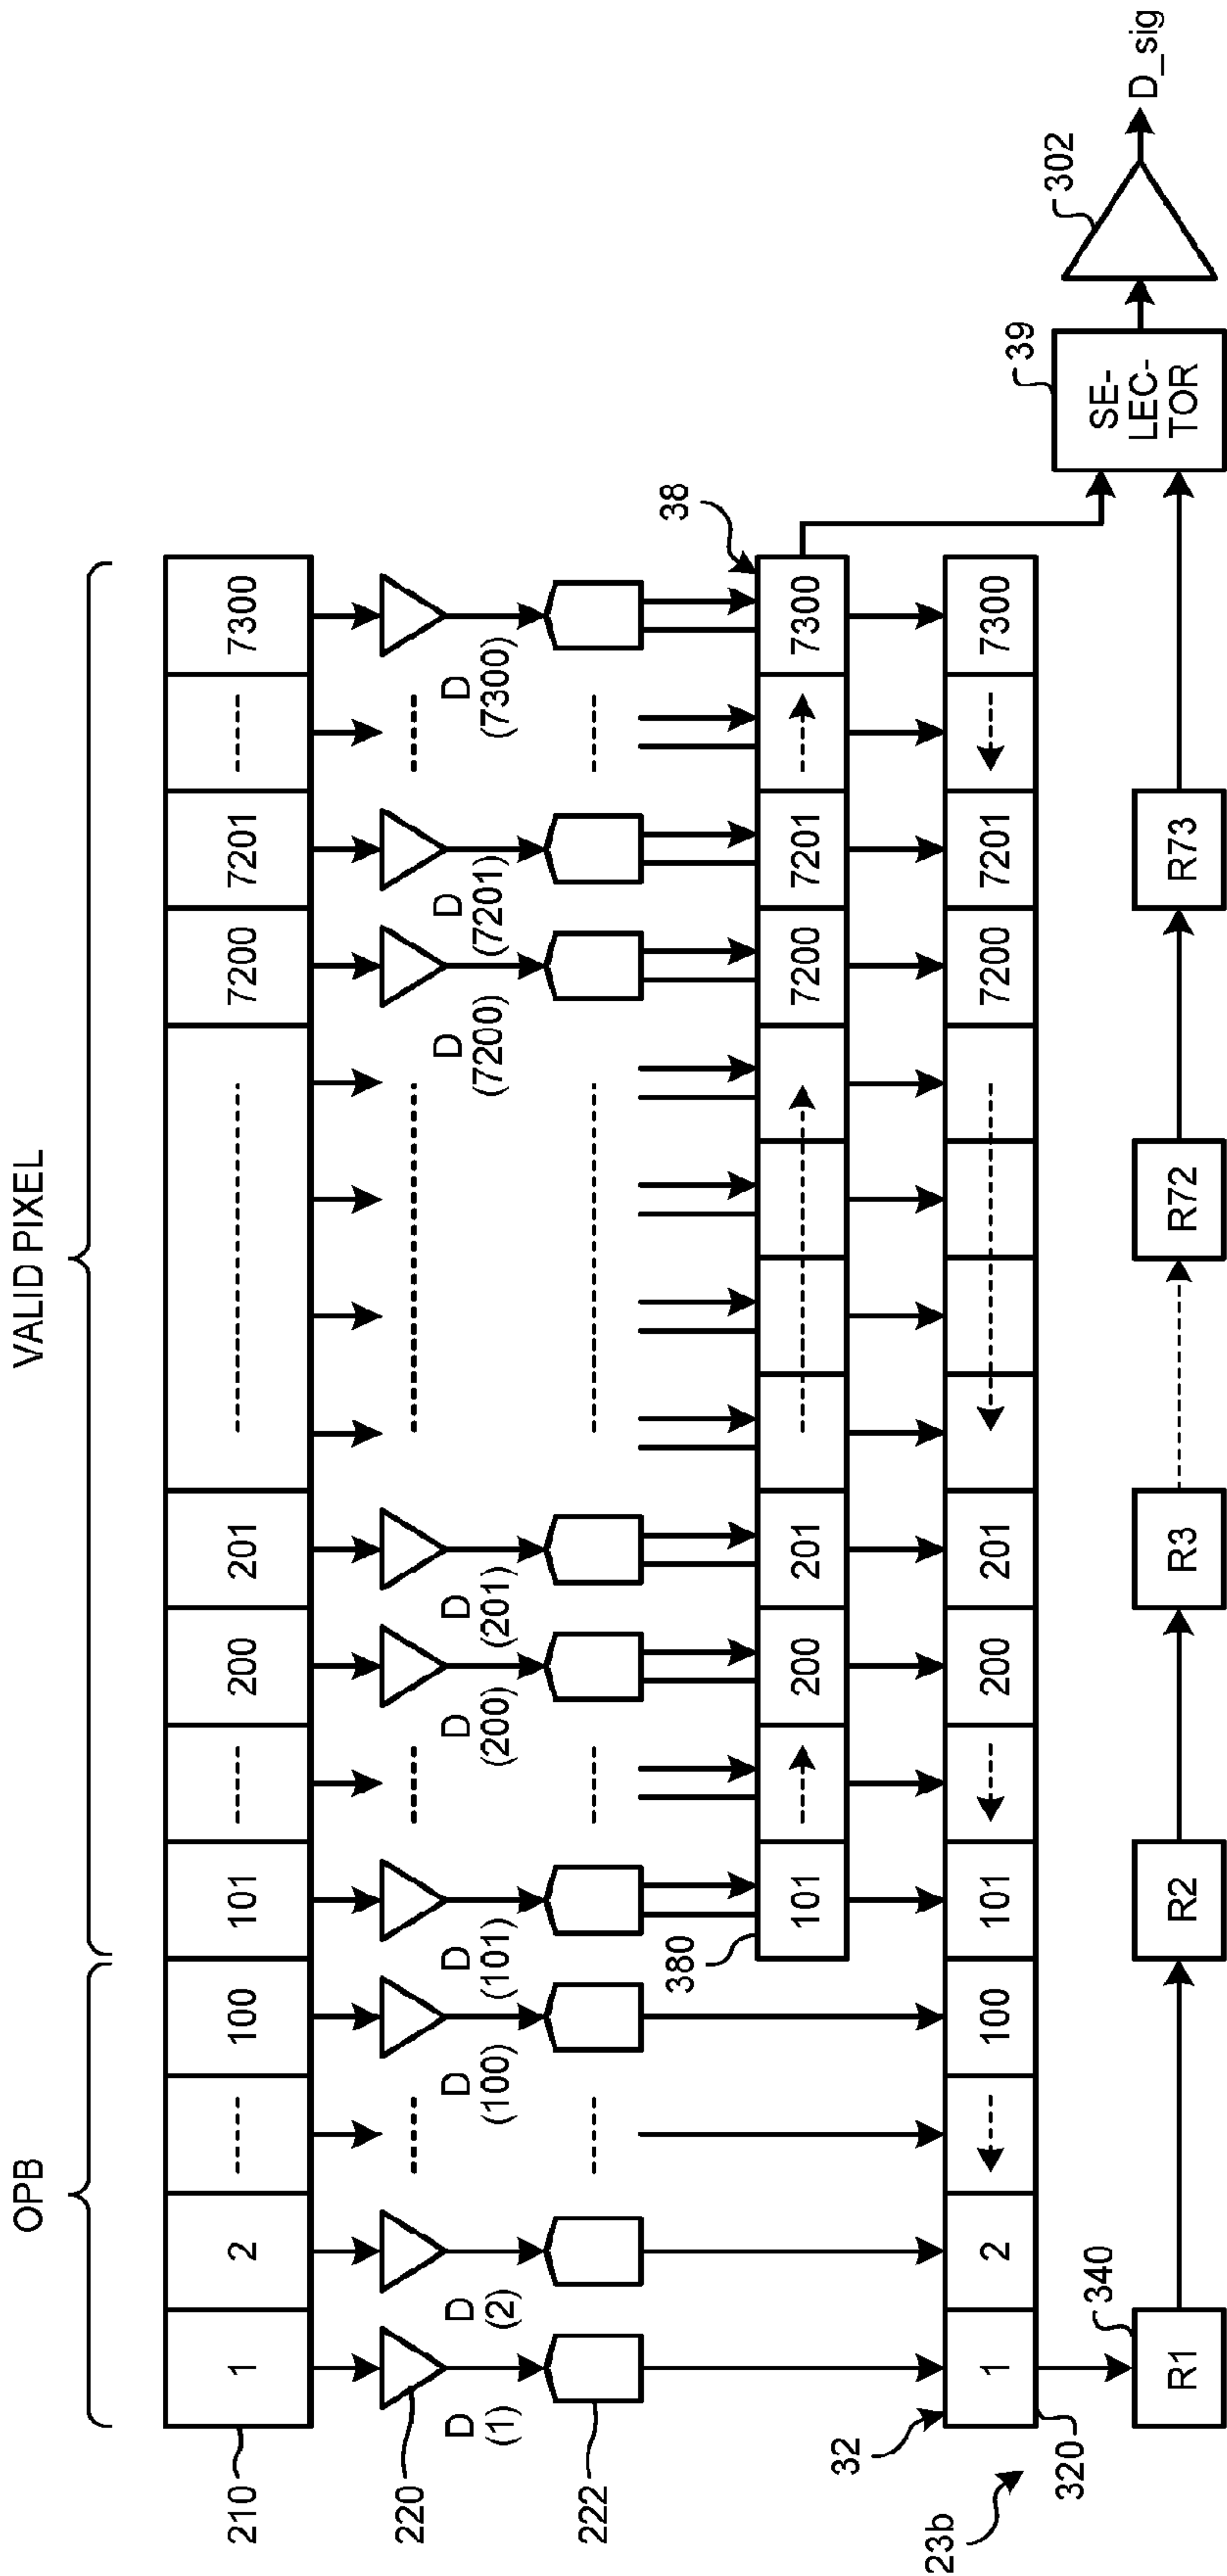 OPB
VALID PIXEL
1
2
100
101
200
201
7200
7201
7300
210
220
D
(1)
D
(2)
D
(100)
D
(101)
D
(200)
D
(201)
D
(7200)
D
(7201)
D
(7300)
222
380
101
200
201
7200
7201
7300
38
32
1
2
100
101
200
201
7200
7201
7300
320
23b
340
R1
R2
R3
R72
R73
39
SE-
LEC-
TOR
302
D_sig